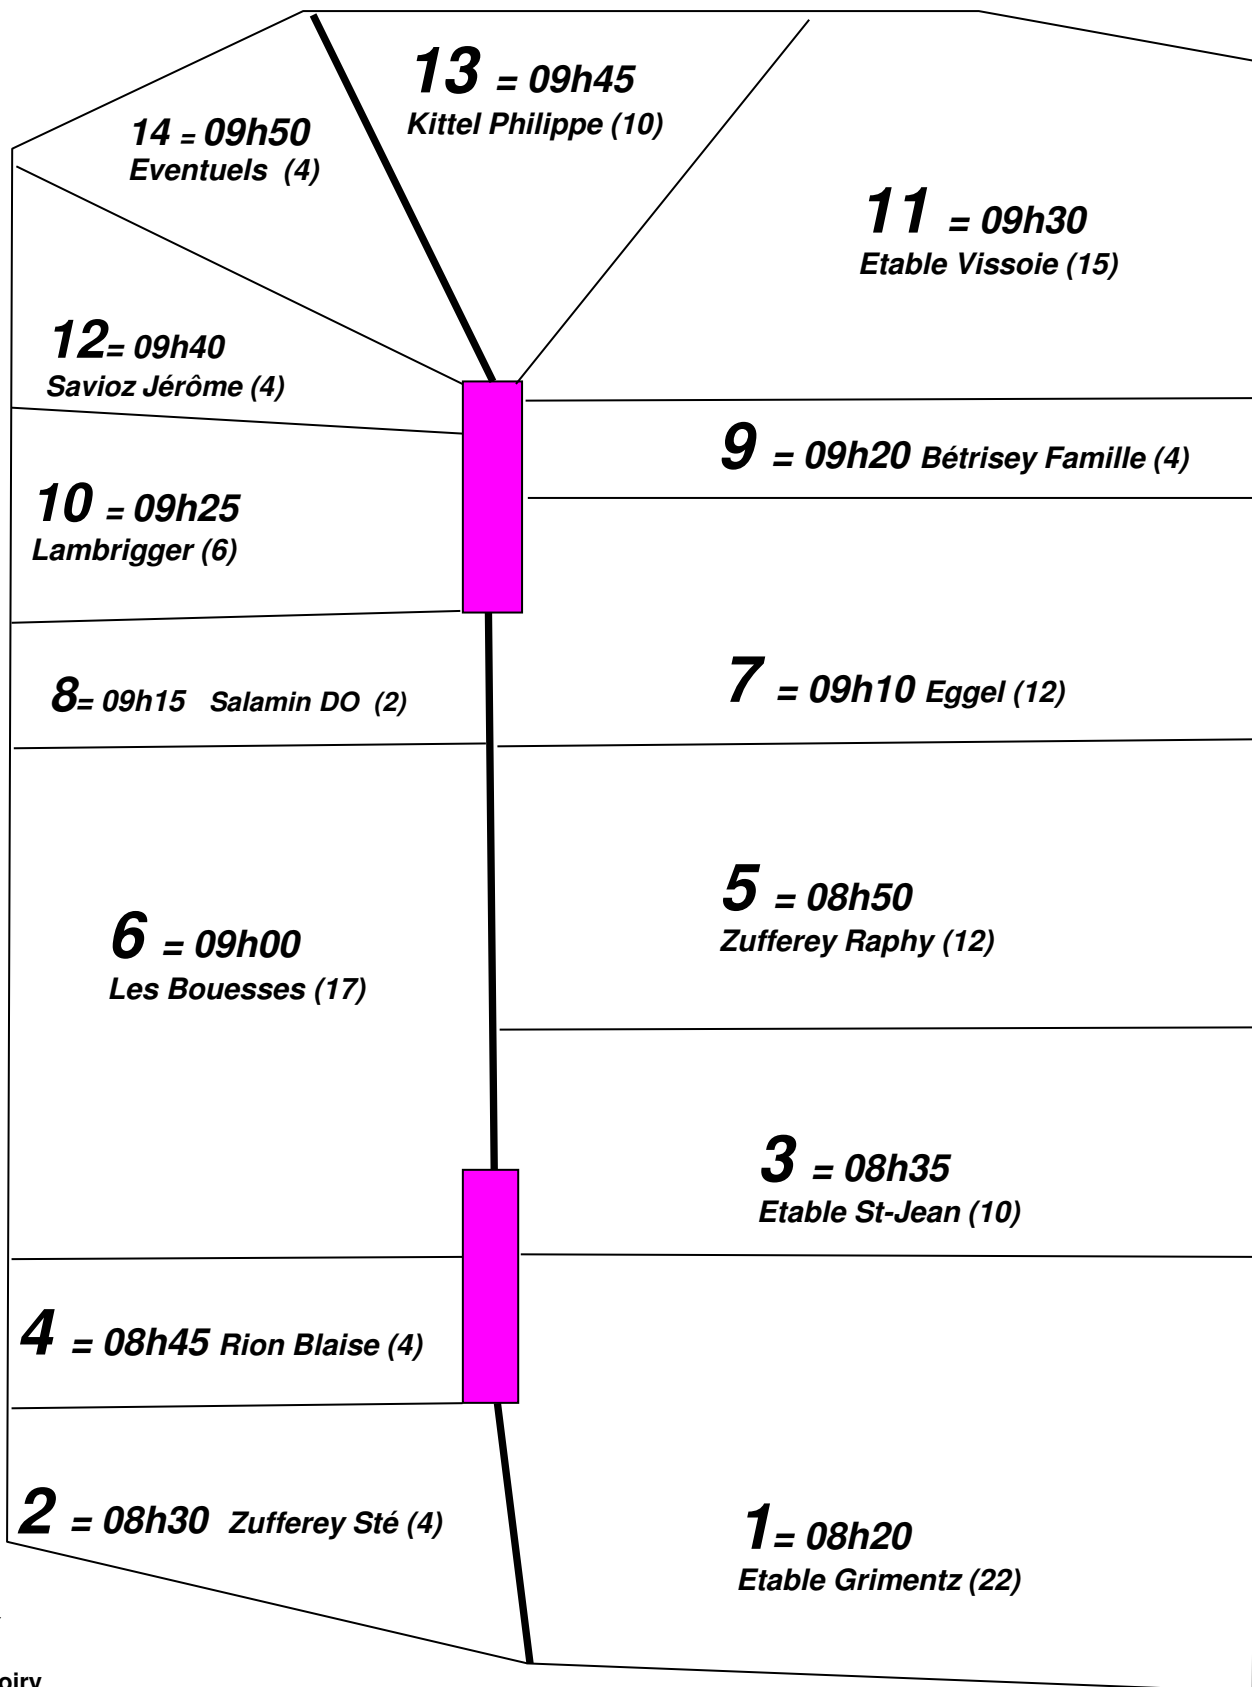 13 = 09h45
Kittel Philippe (10)
14 = 09h50
Eventuels (4)
11 = 09h30
Etable Vissoie (15)
12= 09h40
Savioz Jérôme (4)
9 = 09h20 Bétrisey Famille (4)
10 = 09h25
Lambrigger (6)
7 = 09h10 Eggel (12)
8= 09h15 Salamin DO (2)
5 = 08h50
Zufferey Raphy (12)
6 = 09h00
Les Bouesses (17)
3 = 08h35
Etable St-Jean (10)
4 = 08h45 Rion Blaise (4)
2 = 08h30 Zufferey Sté (4)
1= 08h20
Etable Grimentz (22)